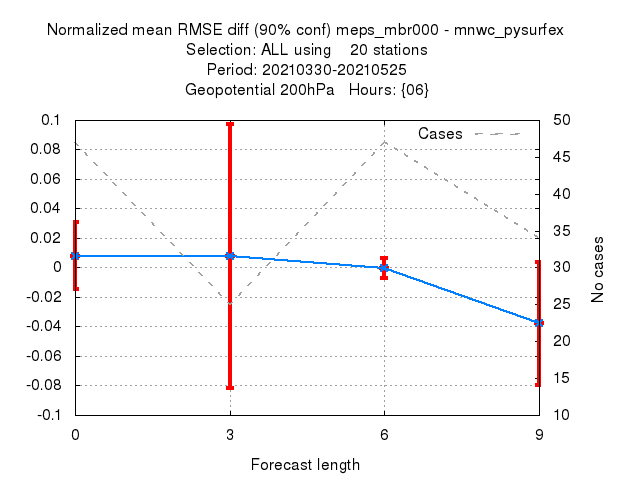 Normalized mean RMSE diff (90% conf) meps_mbr000 - mnwc_pysurfex
Selection: ALL using    20 stations
Period: 20210330-20210525
Geopotential 200hPa   Hours: {06}
Cases
0.1
0.08
0.06
0.04
0.02
0
-0.02
-0.04
-0.06
-0.08
-0.1
50
45
40
35
30
25
20
15
10
No cases
0 3 6 9
Forecast length